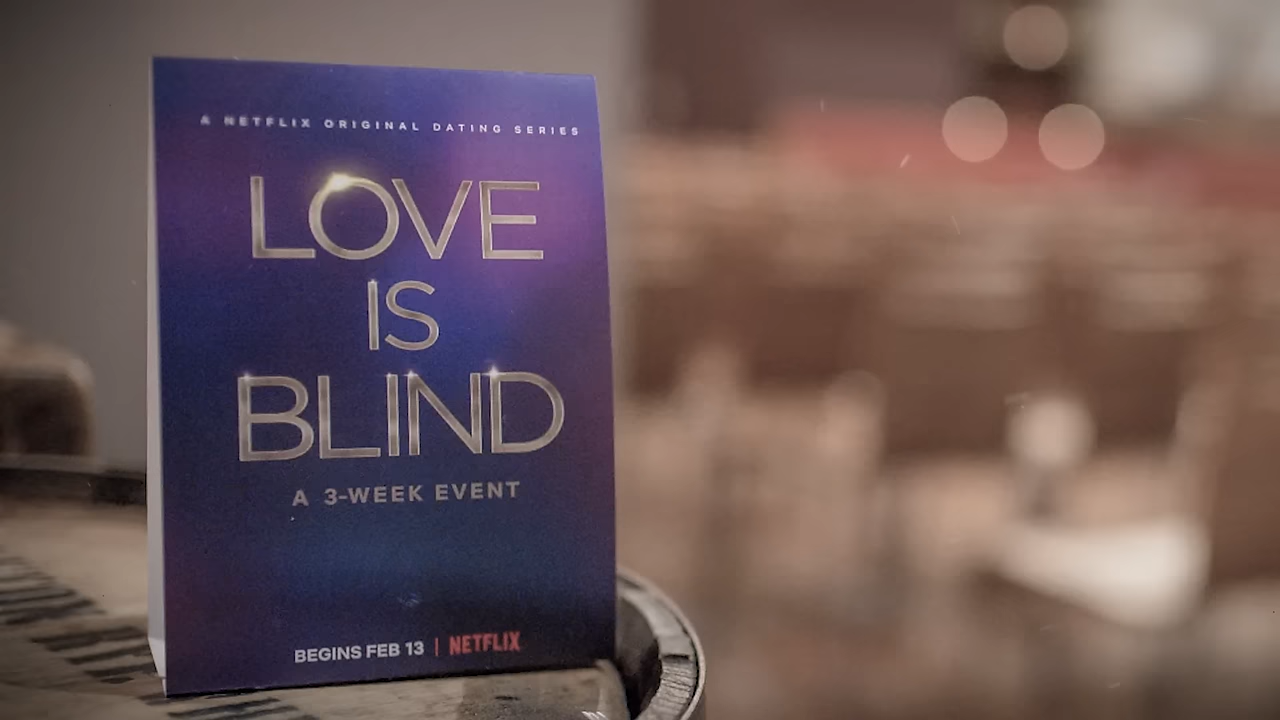 A NETFLIX ORIGINAL DATING SERIES
LOVE
IS
BLIND
A 3-WEEK EVENT
BEGINS FEB 13 | NETFLIX